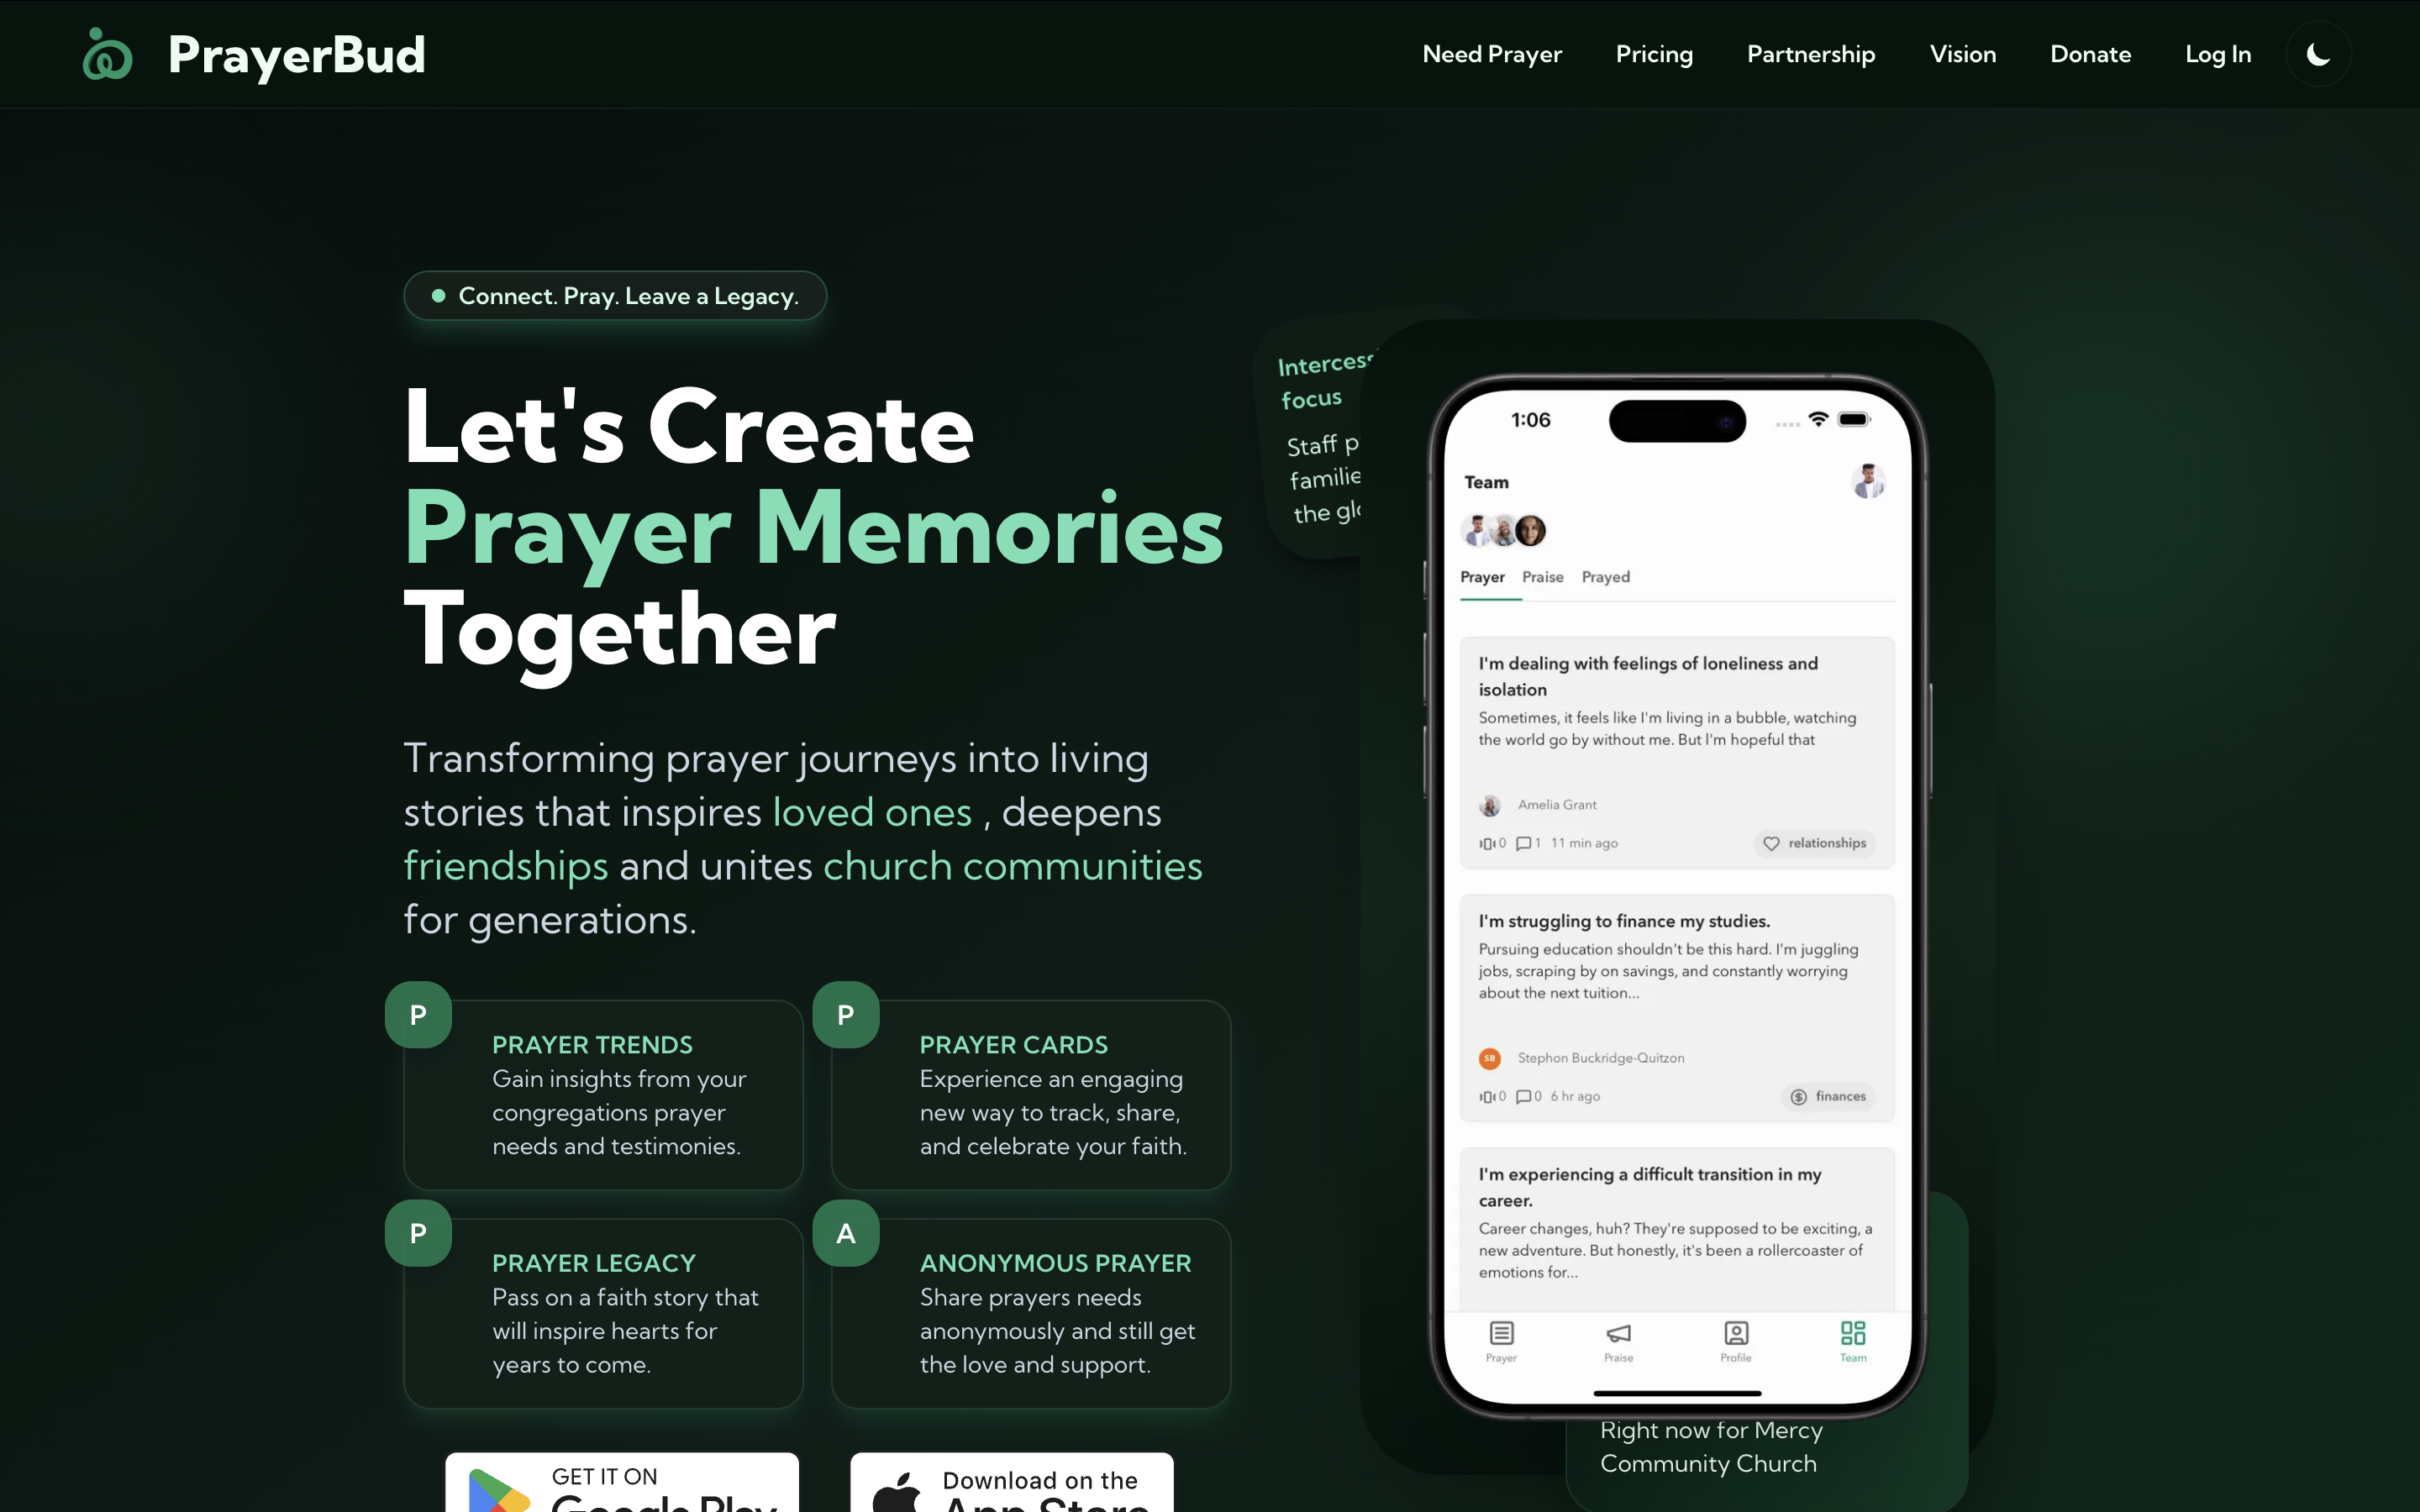 PrayerBud
Need Prayer
Pricing
Partnership
Vision
Donate
Log In
Connect. Pray. Leave a Legacy.
Let's Create
Prayer Memories
Together
Transforming prayer journeys into living
stories that inspires loved ones , deepens
friendships and unites church communities
for generations.
P
PRAYER TRENDS
Gain insights from your
congregations prayer
needs and testimonies.
P
PRAYER CARDS
Experience an engaging
new way to track, share,
and celebrate your faith.
P
PRAYER LEGACY
Pass on a faith story that
will inspire hearts for
years to come.
A
ANONYMOUS PRAYER
Share prayers needs
anonymously and still get
the love and support.
GET IT ON
Google Play
Download on the
App Store
focus
Staff
the
1:06
Team
Prayer Praise Prayed
I'm dealing with feelings of loneliness and
isolation
Sometimes, it feels like I'm living in a bubble, watching
the world go by without me. But I'm hopeful that
Amelia Grant
0 1 11 min ago
relationships
I'm struggling to finance my studies.
Pursuing education shouldn't be this hard. I'm juggling
jobs, scraping by on savings, and constantly worrying
about the next tuition...
SB
Stephon Buckridge-Quitzon
0 0 6 hr ago
finances
I'm experiencing a difficult transition in my
career.
Career changes, huh? They're supposed to be exciting, a
new adventure. But honestly, it's been a rollercoaster of
emotions for...
Prayer
Praise
Profile
Team
Right now for Mercy
Community Church